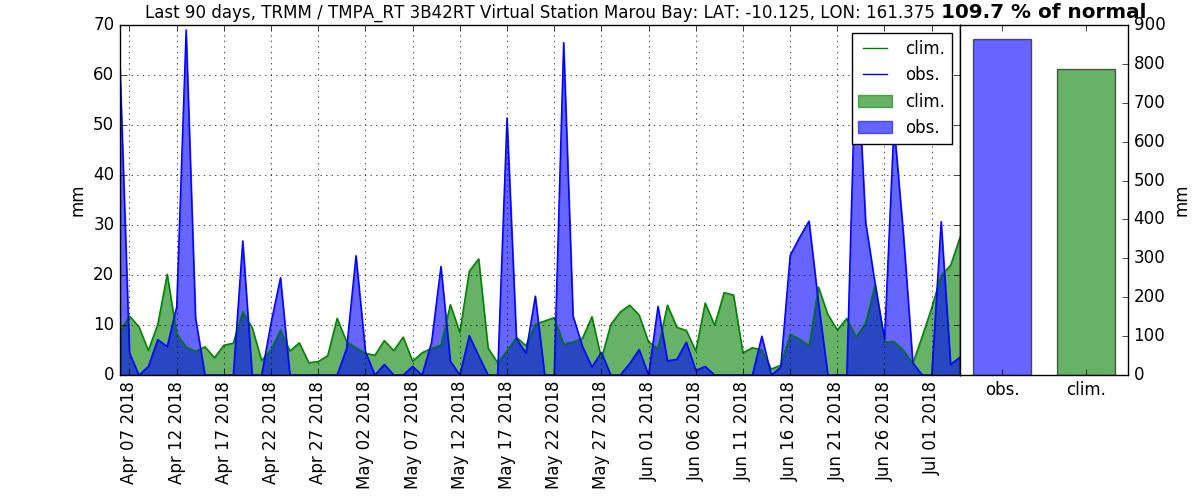 Last 90 days, TRMM / TMPA_RT 3B42RT Virtual Station Marou Bay: LAT: -10.125, LON: 161.375 109.7 % of normal
70
60
50
40
30
20
10
0
mm
clim.
obs.
clim.
obs.
900
800
700
600
500
400
300
200
100
0
mm
Apr 07 2018
Apr 12 2018
Apr 17 2018
Apr 22 2018
Apr 27 2018
May 02 2018
May 07 2018
May 12 2018
May 17 2018
May 22 2018
May 27 2018
Jun 01 2018
Jun 06 2018
Jun 11 2018
Jun 16 2018
Jun 21 2018
Jun 26 2018
Jul 01 2018
obs.
clim.